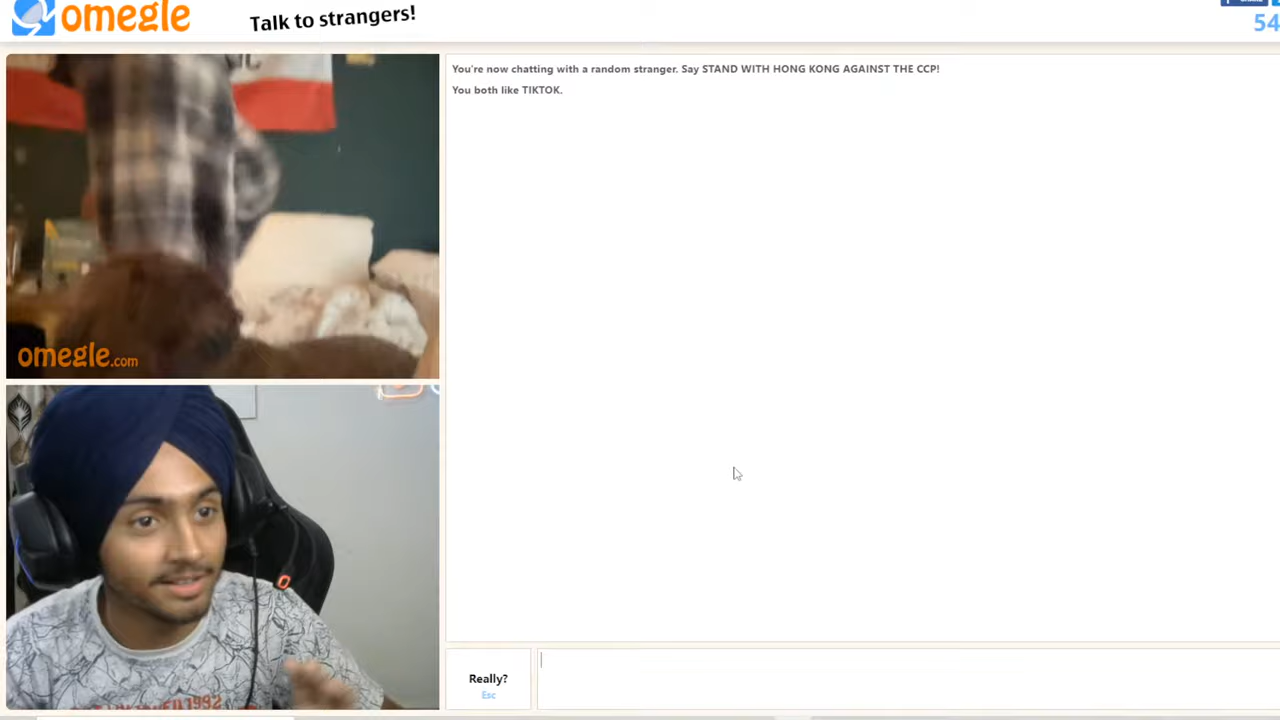 omegle
Talk to strangers!
54
You're now chatting with a random stranger. Say STAND WITH HONG KONG AGAINST THE CCP!
You both like TIKTOK.
omegle.com
Really?
Esc
1992